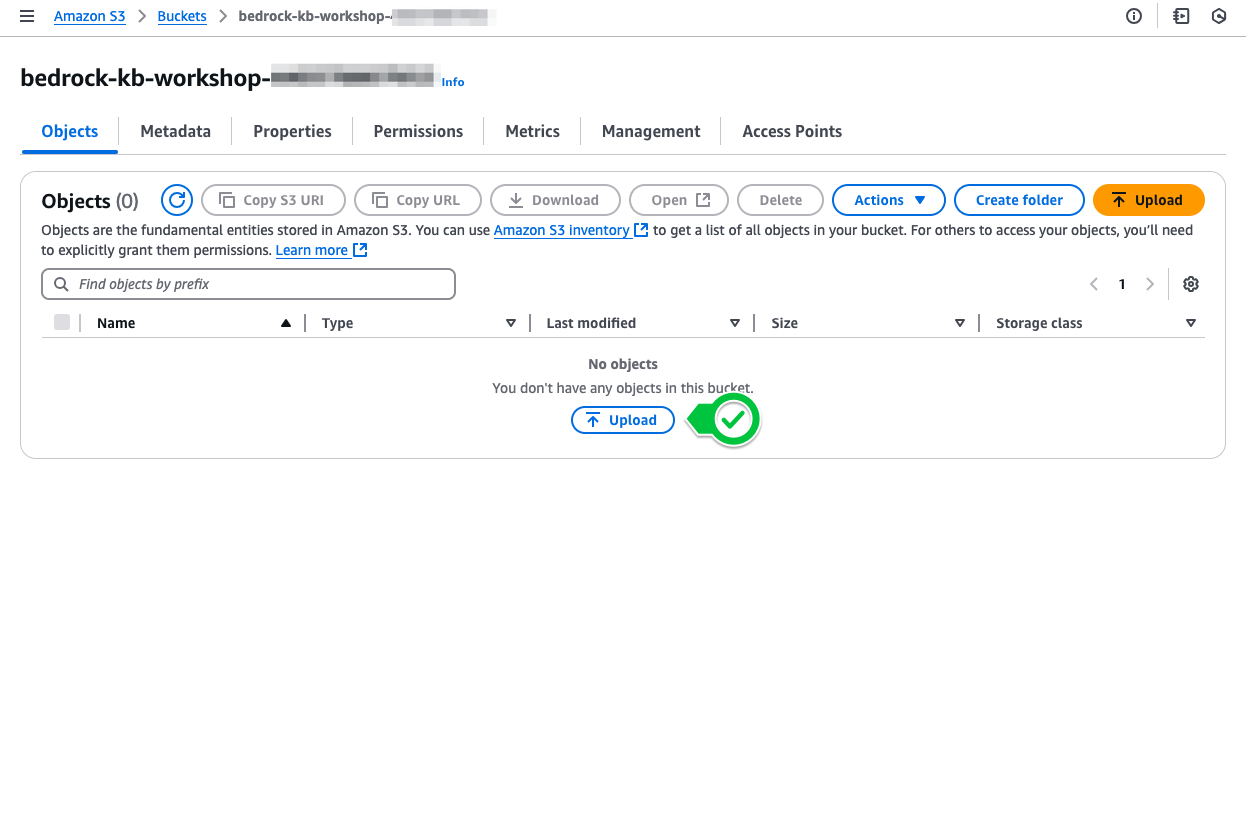 Amazon S3 > Buckets > bedrock-kb-workshop-
bedrock-kb-workshop- Info
Objects Metadata Properties Permissions Metrics Management Access Points
Objects (0) Copy S3 URI Copy URL Download Open Delete Actions Create folder Upload
Objects are the fundamental entities stored in Amazon S3. You can use Amazon S3 inventory to get a list of all objects in your bucket. For others to access your objects, you’ll need
to explicitly grant them permissions. Learn more
Find objects by prefix 1
Name Type Last modified Size Storage class
No objects
You don't have any objects in this bucket.
Upload